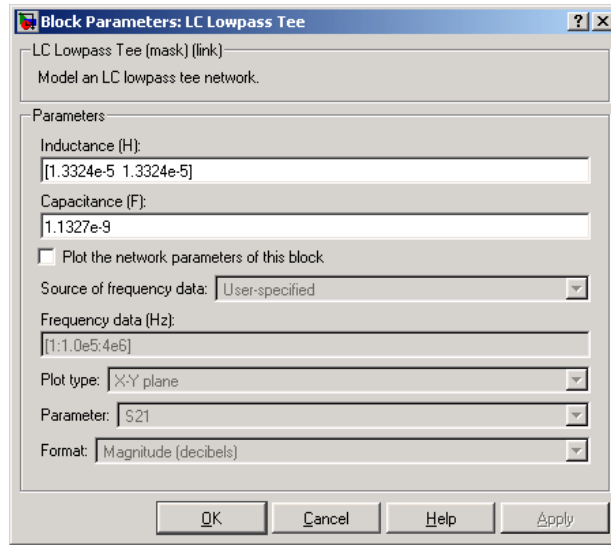 Block Parameters: LC Lowpass Tee
LC Lowpass Tee (mask) (link)
Model an LC lowpass tee network.
Parameters
Inductance (H):
[1.3324e-5 1.3324e-5]
Capacitance (F):
1.1327e-9
Plot the network parameters of this block
Source of frequency data: User-specified
Frequency data (Hz):
[1:1.0e5:4e6]
Plot type: X-Y plane
Parameter: S21
Format: Magnitude (decibels)
OK Cancel Help Apply